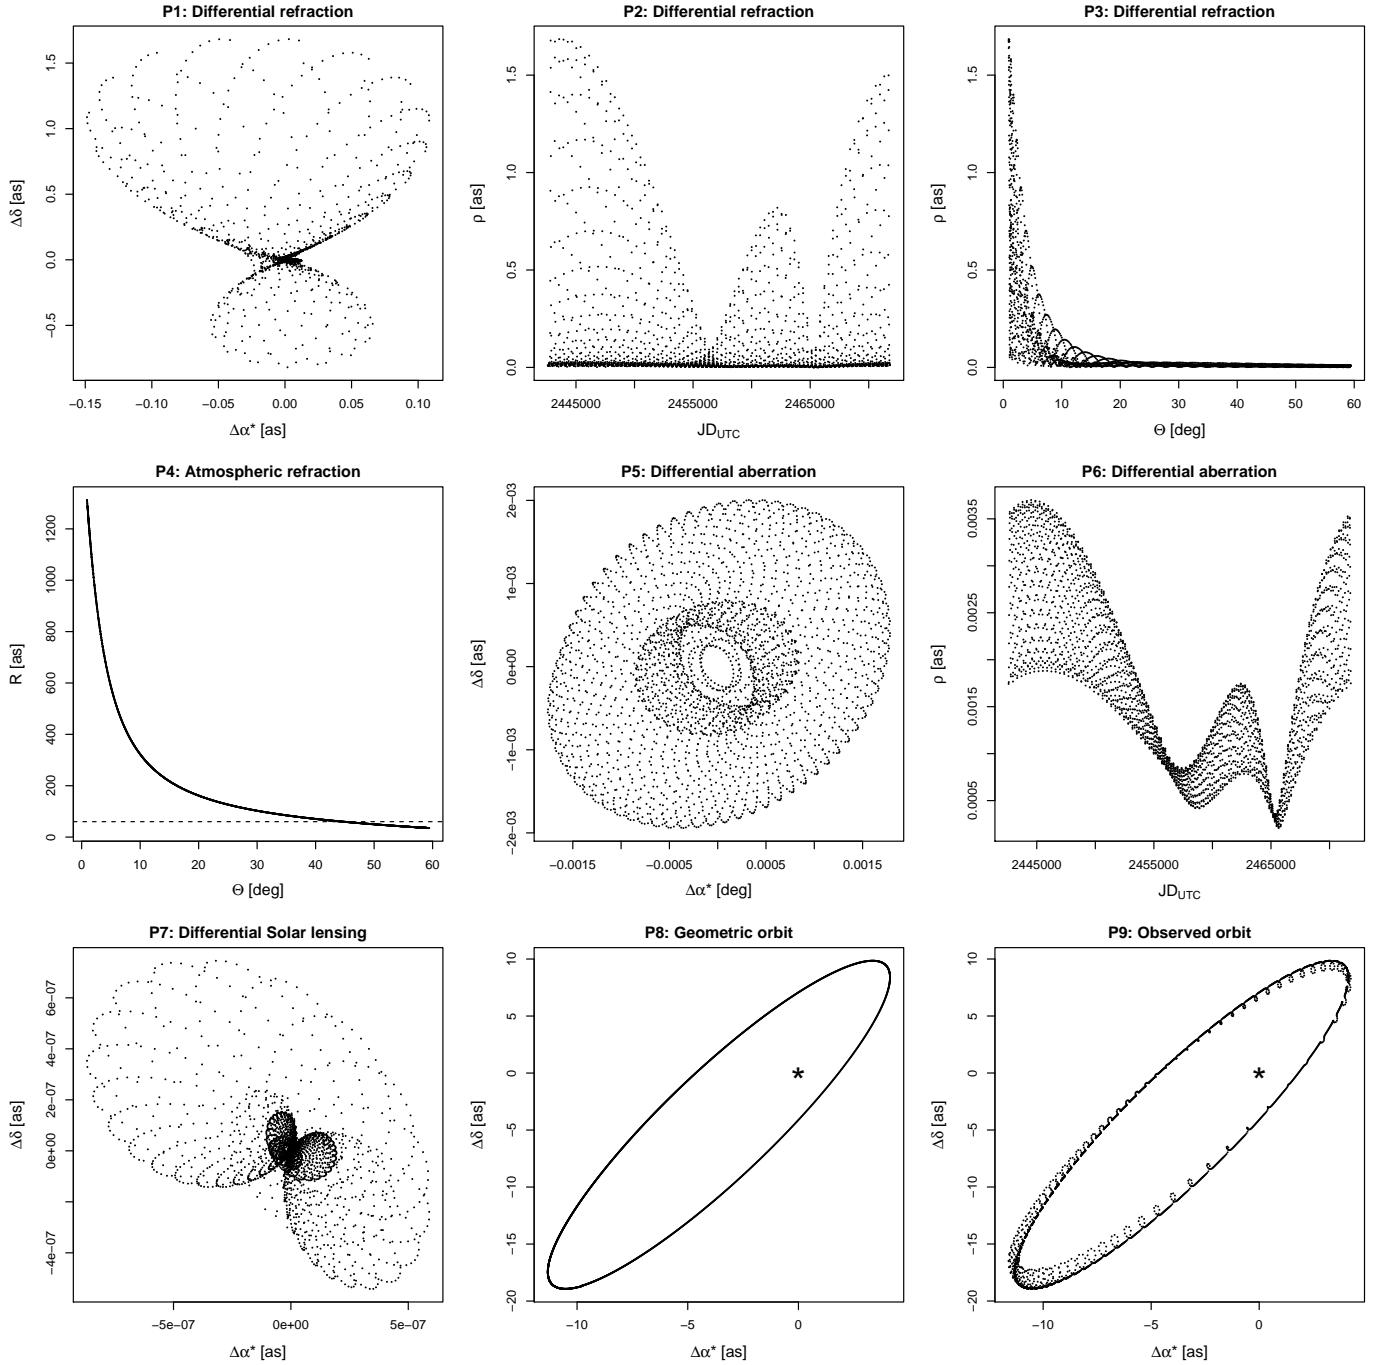 P1: Differential refraction
Δδ [as]
1.5
1.0
0.5
0.0
−0.5
−0.15 −0.10 −0.05 0.00 0.05 0.10
Δα* [as]
P2: Differential refraction
ρ [as]
1.5
1.0
0.5
0.0
2445000 2455000 2465000
JD_UTC
P3: Differential refraction
ρ [as]
1.5
1.0
0.5
0.0
0 10 20 30 40 50 60
Θ [deg]
P4: Atmospheric refraction
R [as]
1200
1000
800
600
400
200
0
0 10 20 30 40 50 60
Θ [deg]
P5: Differential aberration
Δδ [as]
2e−03
1e−03
0e+00
−1e−03
−2e−03
−0.0015 −0.0005 0.0005 0.0015
Δα* [deg]
P6: Differential aberration
ρ [as]
0.0035
0.0025
0.0015
0.0005
2445000 2455000 2465000
JD_UTC
P7: Differential Solar lensing
Δδ [as]
6e−07
4e−07
2e−07
0e+00
−4e−07
−5e−07 0e+00 5e−07
Δα* [as]
P8: Geometric orbit
Δδ [as]
10
5
0
−5
−10
−15
−20
*
−10 −5 0
Δα* [as]
P9: Observed orbit
Δδ [as]
10
5
0
−5
−10
−15
−20
*
−10 −5 0
Δα* [as]